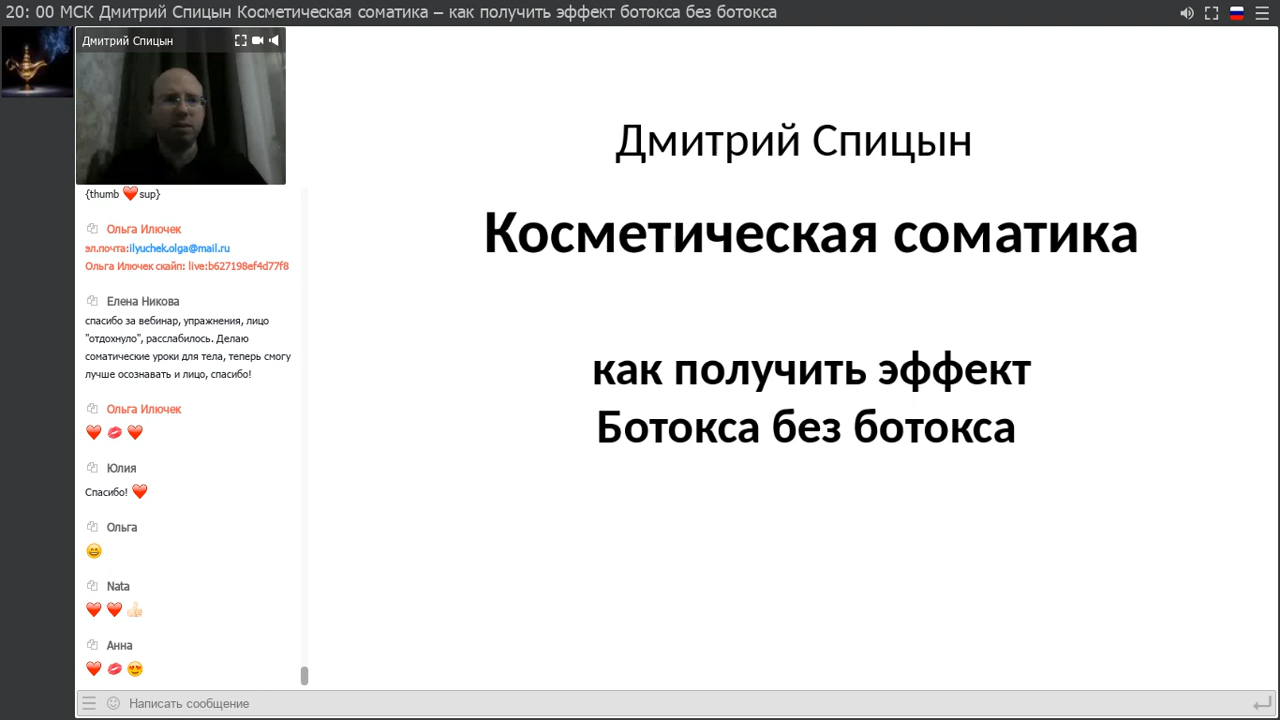 20: 00 МСК Дмитрий Спицын Косметическая соматика – как получить эффект ботокса без ботокса
Дмитрий Спицын
{thumb ❤️sup}
Ольга Илючек
эл.почта:ilyuchek.olga@mail.ru
Ольга Илючек скайп: live:b627198ef4d77f8
Елена Никова
спасибо за вебинар, упражнения, лицо
"отдохнуло", расслабилось. Делаю
соматические уроки для тела, теперь смогу
лучше осознавать и лицо, спасибо!
Ольга Илючек
❤️ 💋 ❤️
Юлия
Спасибо! ❤️
Ольга
😄
Nata
❤️ ❤️ 👍🏻
Анна
❤️ 💋 😍
Написать сообщение
Дмитрий Спицын
Косметическая соматика
как получить эффект
Ботокса без ботокса